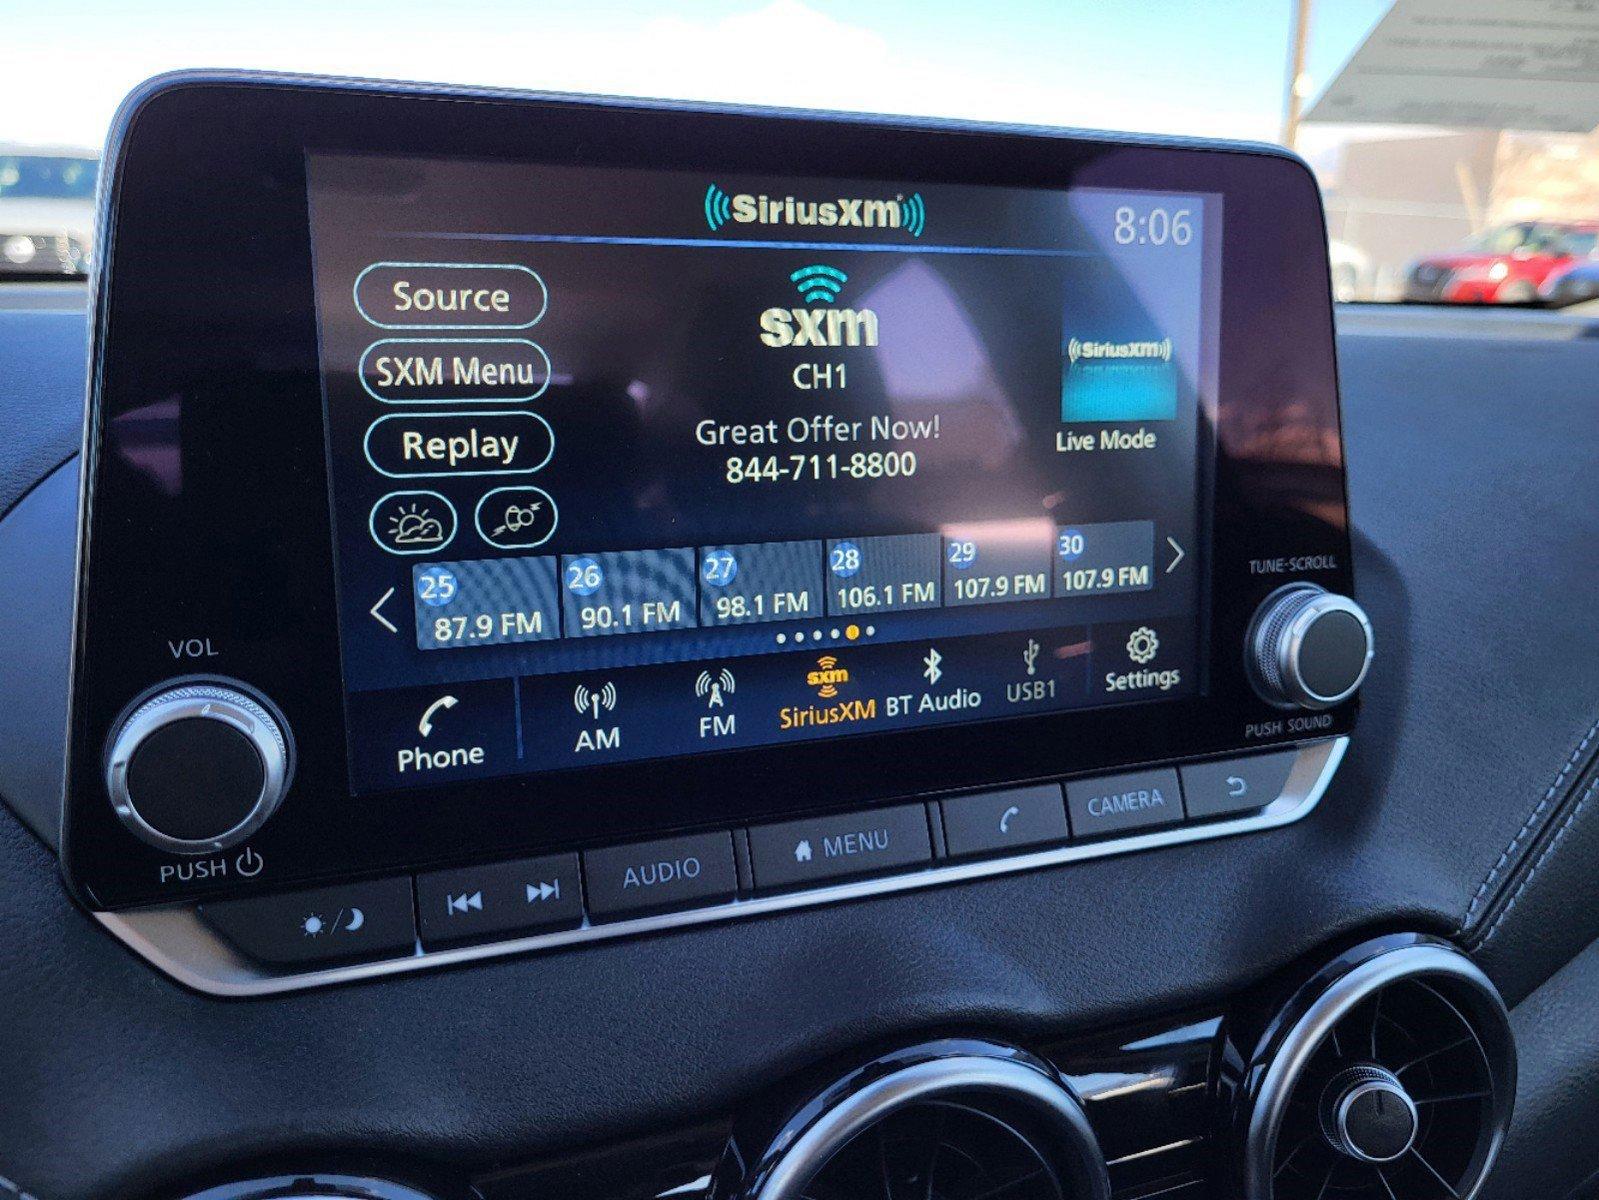 SiriusXM
8:06
Source
sxm
SXM Menu
CH1
SiriusXM
Great Offer Now!
Live Mode
Replay
844-711-8800
25
26
27
28
29
30
87.9 FM
90.1 FM
98.1 FM
106.1 FM
107.9 FM
107.9 FM
TUNE·SCROLL
VOL
Phone
AM
FM
sxm
SiriusXM
BT Audio
USB1
Settings
PUSH SOUND
PUSH
AUDIO
MENU
CAMERA